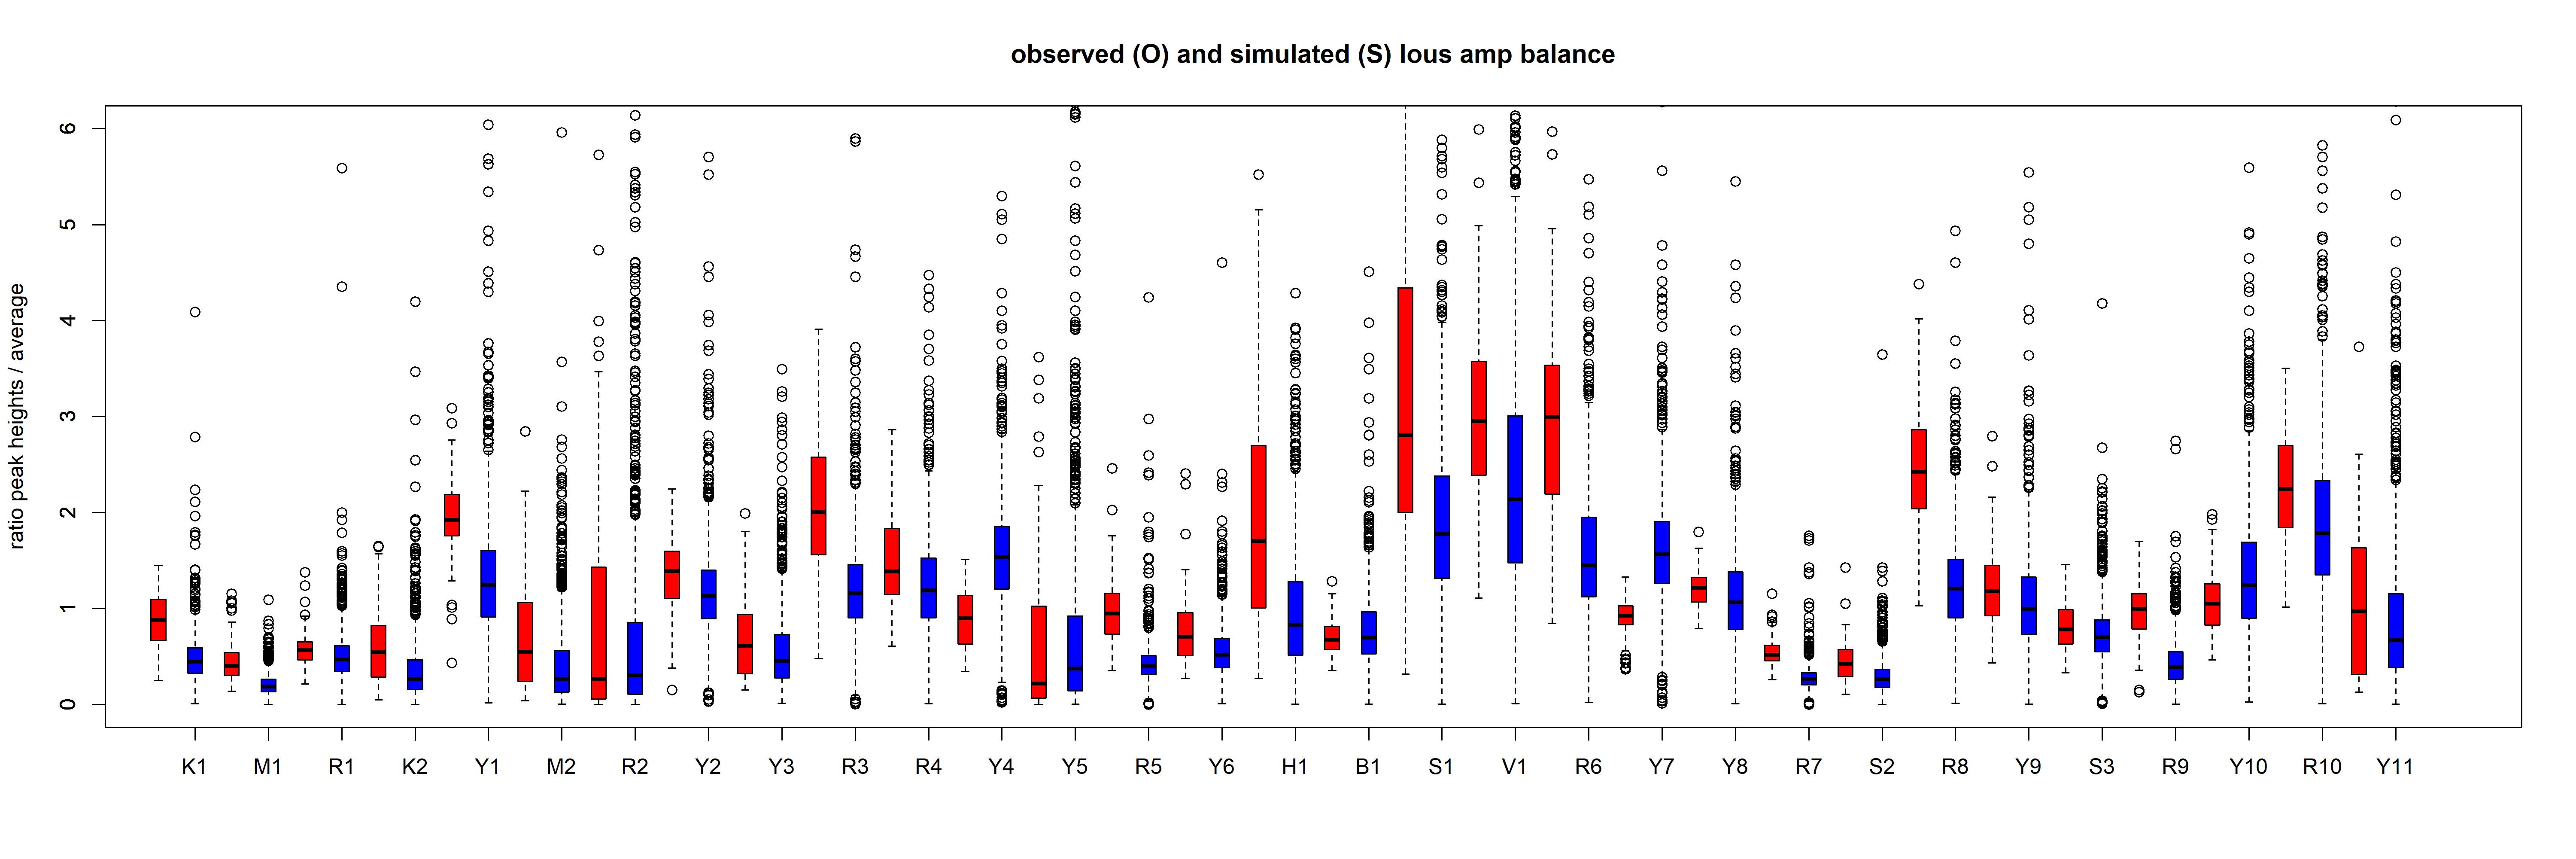 observed (O) and simulated (S) lous amp balance
ratio peak heights / average
6
5
4
3
2
1
0
K1 M1 R1 K2 Y1 M2 R2 Y2 Y3 R3 R4 Y4 Y5 R5 Y6 H1 B1 S1 V1 R6 Y7 Y8 R7 S2 R8 Y9 S3 R9 Y10 R10 Y11